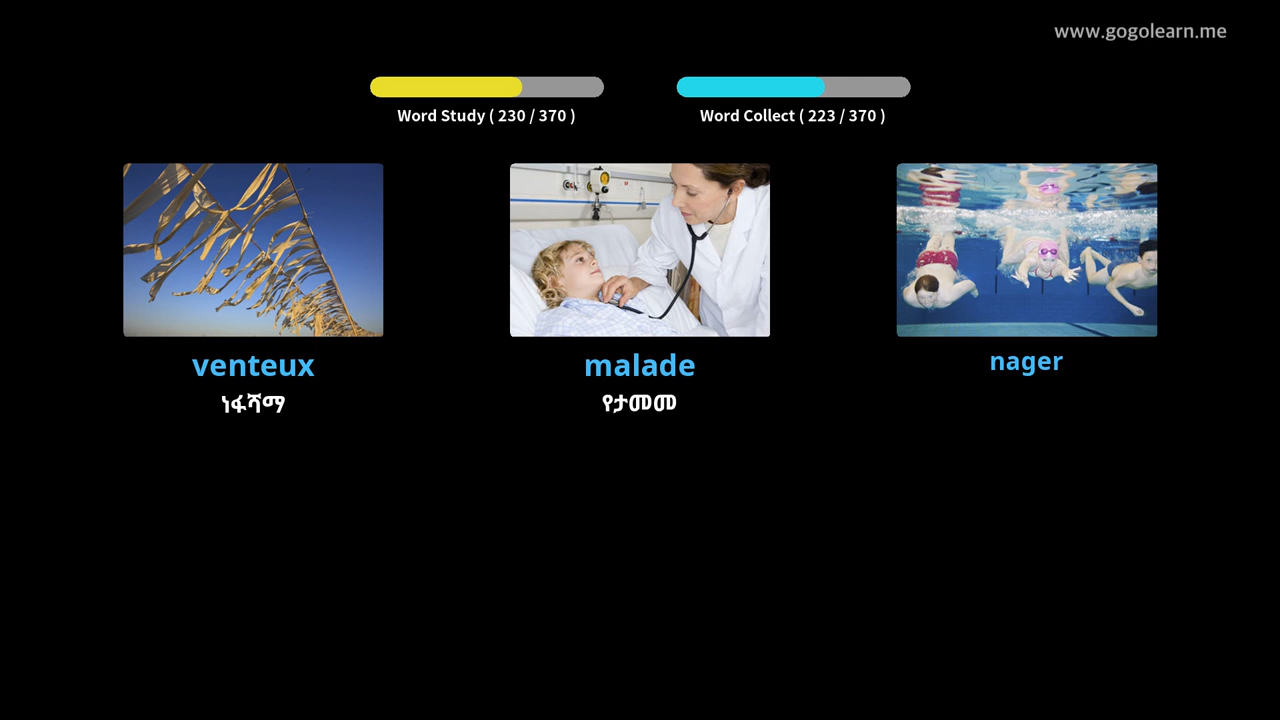 www.gogolearn.me
Word Study ( 230 / 370 )
Word Collect ( 223 / 370 )
venteux
malade
nager
ነፋሻማ
የታመመ